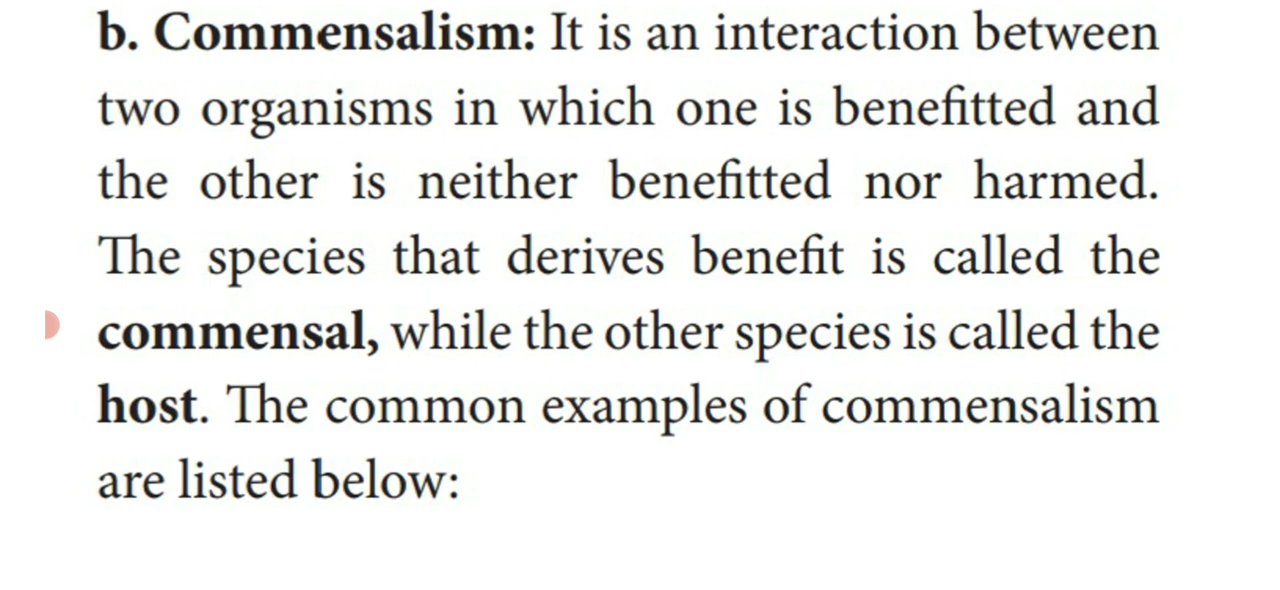 b. Commensalism: It is an interaction between
two organisms in which one is benefitted and
the other is neither benefitted nor harmed.
The species that derives benefit is called the
commensal, while the other species is called the
host. The common examples of commensalism
are listed below: